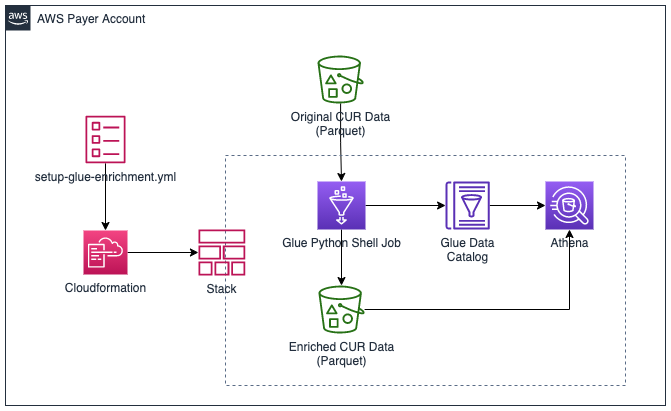 aws
AWS Payer Account
Original CUR Data
(Parquet)
setup-glue-enrichment.yml
Glue Python Shell Job
Glue Data
Catalog
Athena
Cloudformation
Stack
Enriched CUR Data
(Parquet)